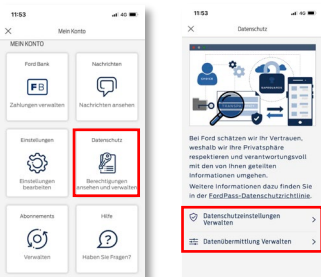 11:53
4G
Mein Konto
MEIN KONTO
Ford Bank
Nachrichten
FB
Zahlungen verwalten
Nachrichten ansehen
Einstellungen
Datenschutz
Einstellungen
bearbeiten
Berechtigungen
ansehen und verwalten
Abonnements
Hilfe
Verwalten
Haben Sie Fragen?
11:53
4G
Datenschutz
Bei Ford schätzen wir Ihr Vertrauen,
weshalb wir Ihre Privatsphäre
respektieren und verantwortungsvoll
mit den von Ihnen geteilten
Informationen umgehen.
Weitere Informationen dazu finden Sie
in der FordPass-Datenschutzrichtlinie.
Datenschutzeinstellungen
Verwalten
Datenübermittlung Verwalten